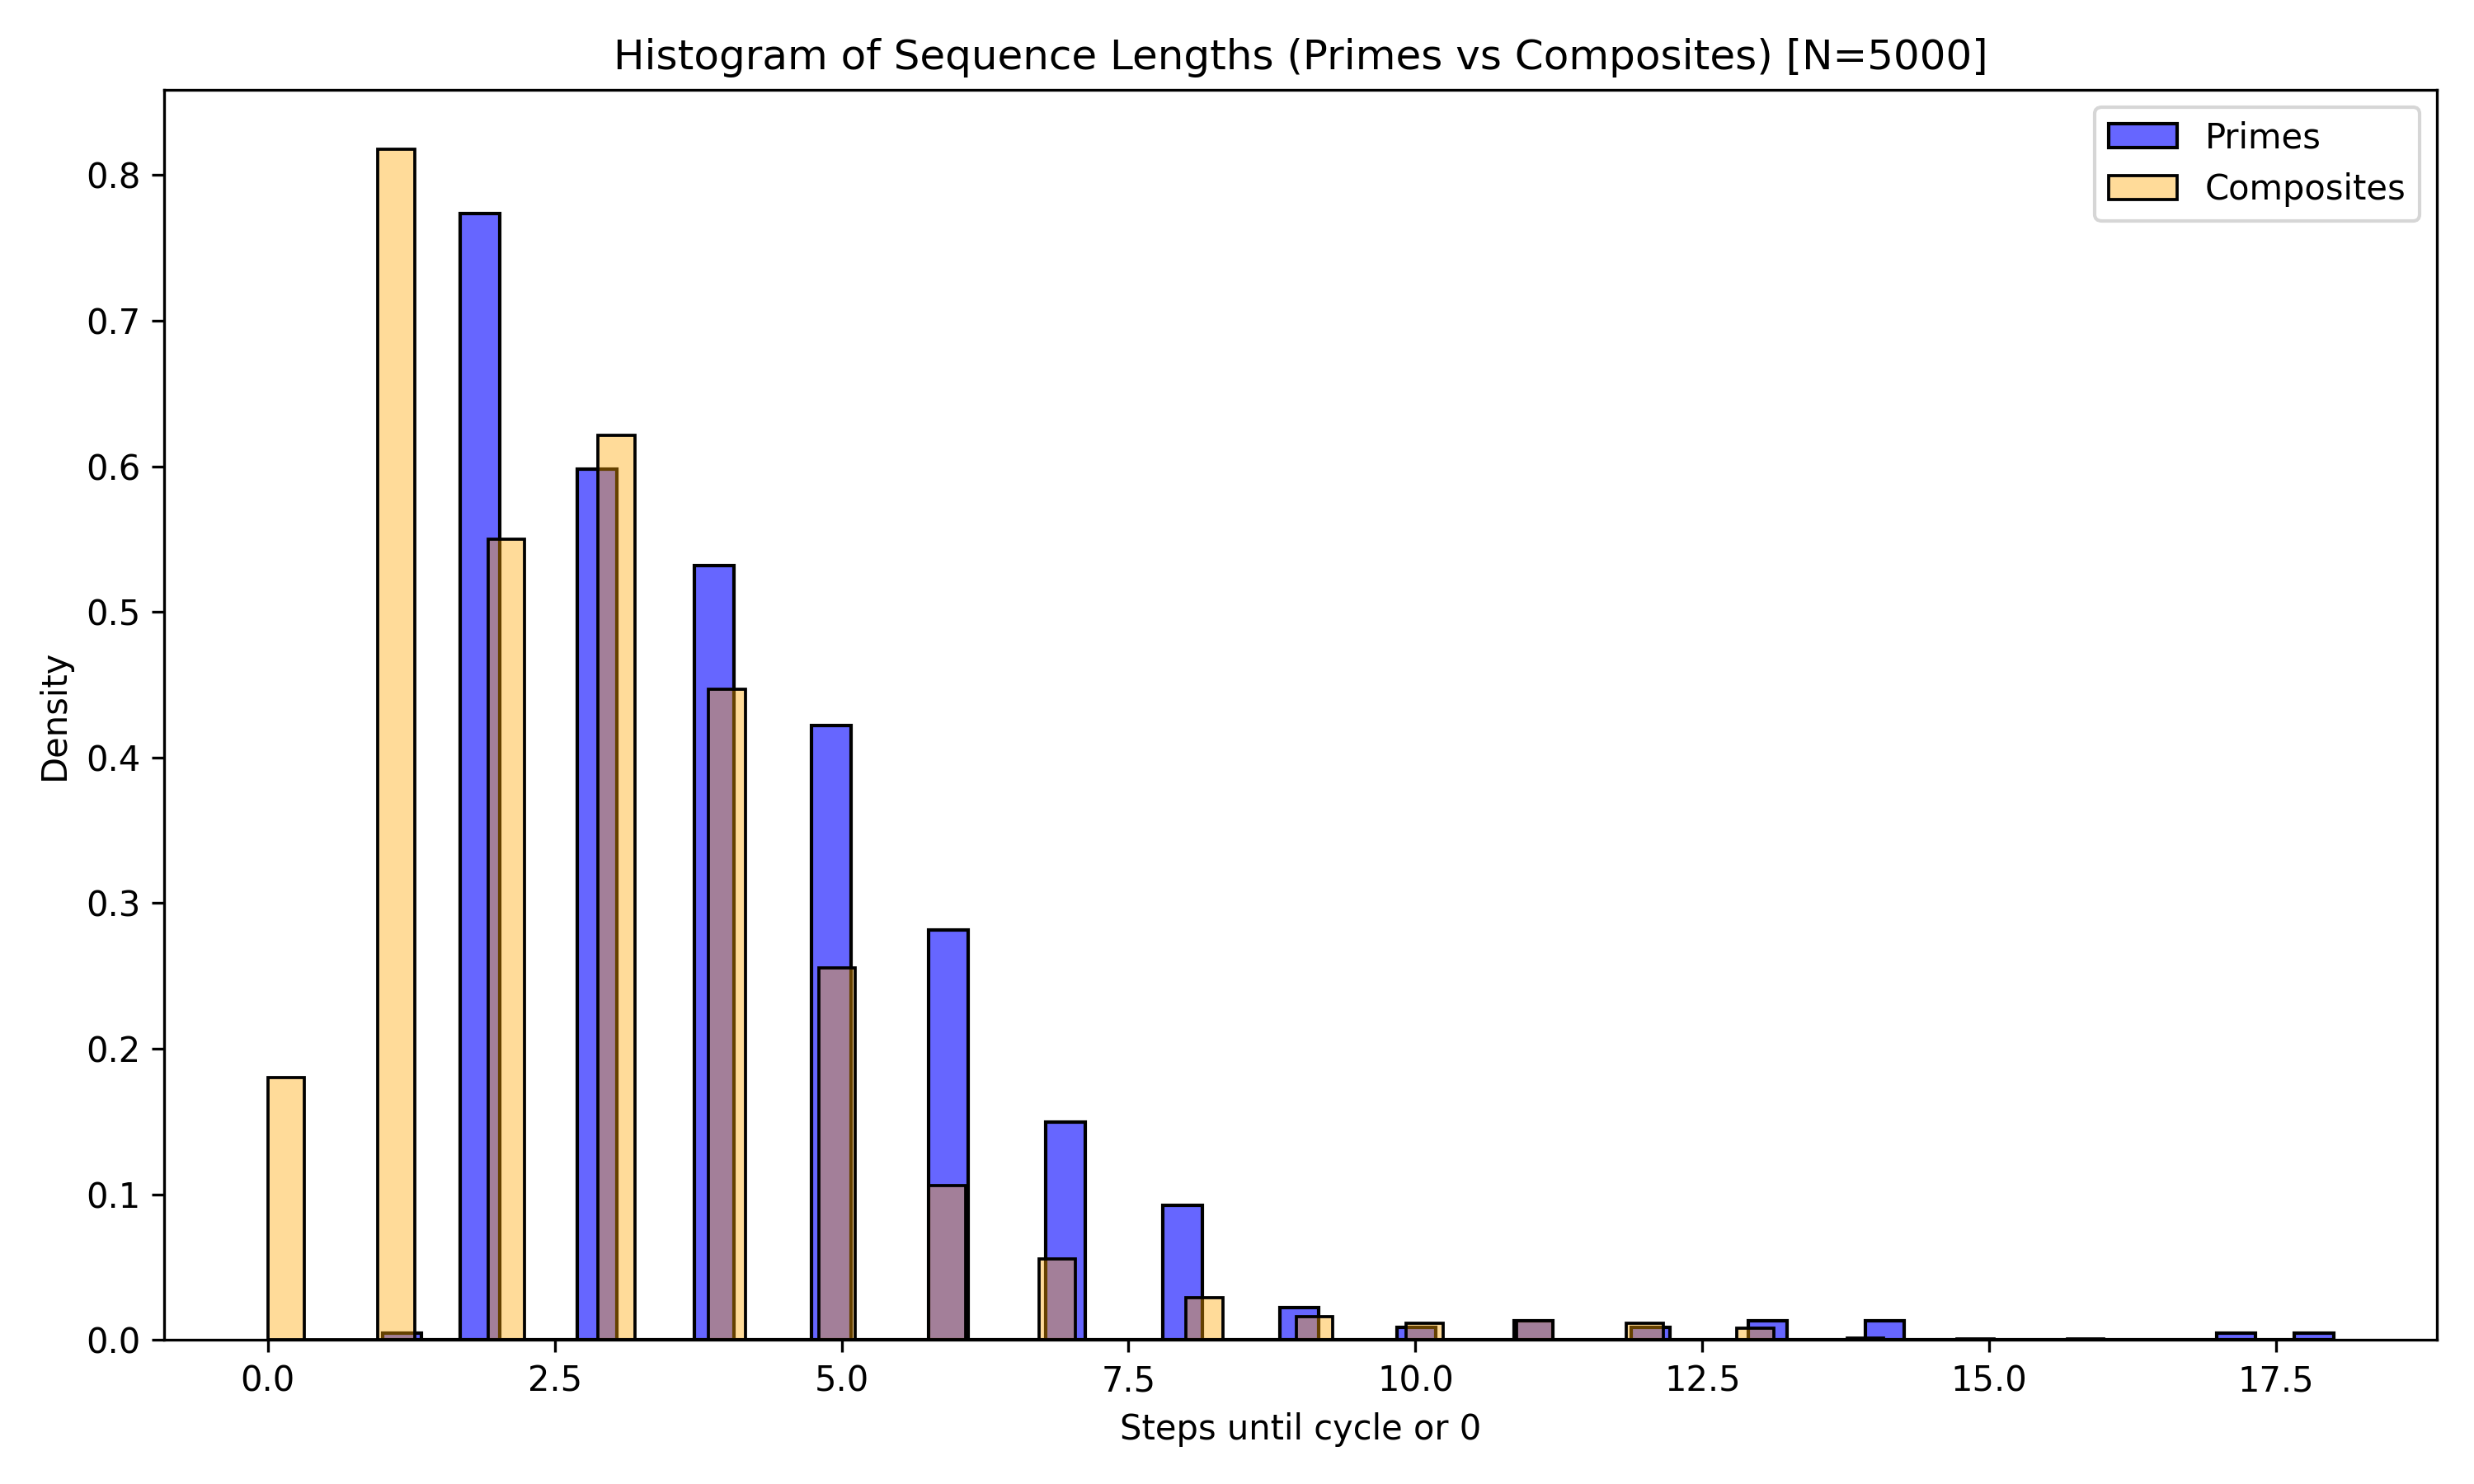 Histogram of Sequence Lengths (Primes vs Composites) [N=5000]
Primes
Composites
0.8
0.7
0.6
0.5
0.4
0.3
0.2
0.1
0.0
Density
0.0 2.5 5.0 7.5 10.0 12.5 15.0 17.5
Steps until cycle or 0